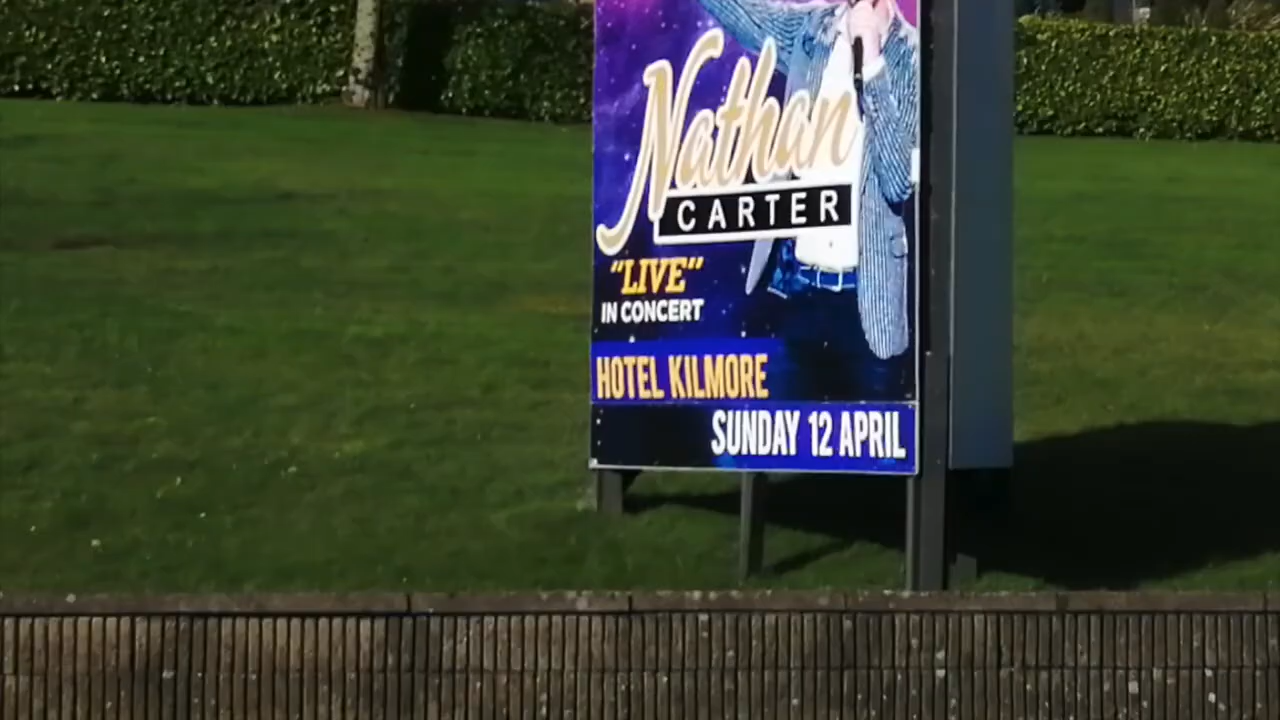 Nathan
CARTER
"LIVE"
IN CONCERT
HOTEL KILMORE
SUNDAY 12 APRIL